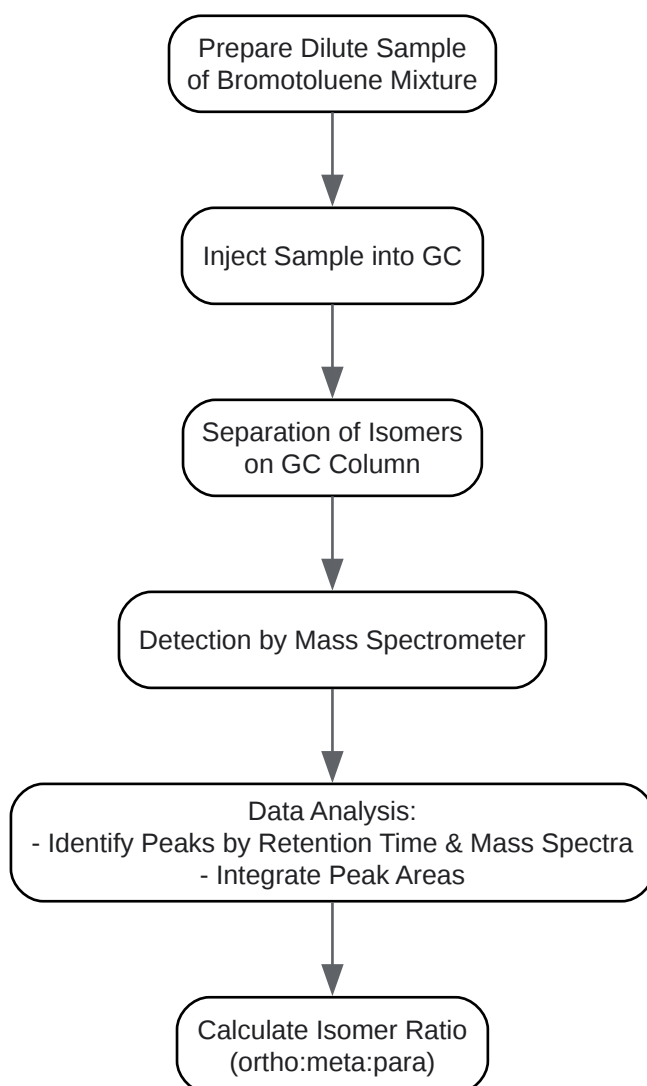 Prepare Dilute Sample
of Bromotoluene Mixture
Inject Sample into GC
Separation of Isomers
on GC Column
Detection by Mass Spectrometer
Data Analysis:
- Identify Peaks by Retention Time & Mass Spectra
- Integrate Peak Areas
Calculate Isomer Ratio
(ortho:meta:para)